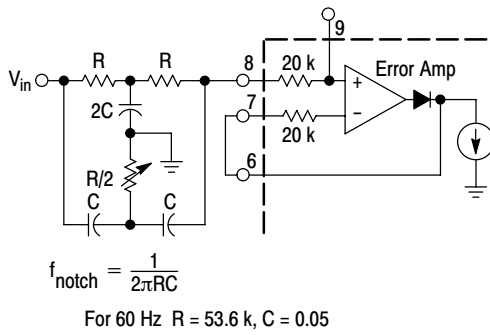 9
Error Amp
V_in R R 8 20 k +
2C 7 20 k −
R/2 6
C C
f_notch = 1 / 2πRC
For 60 Hz R = 53.6 k, C = 0.05